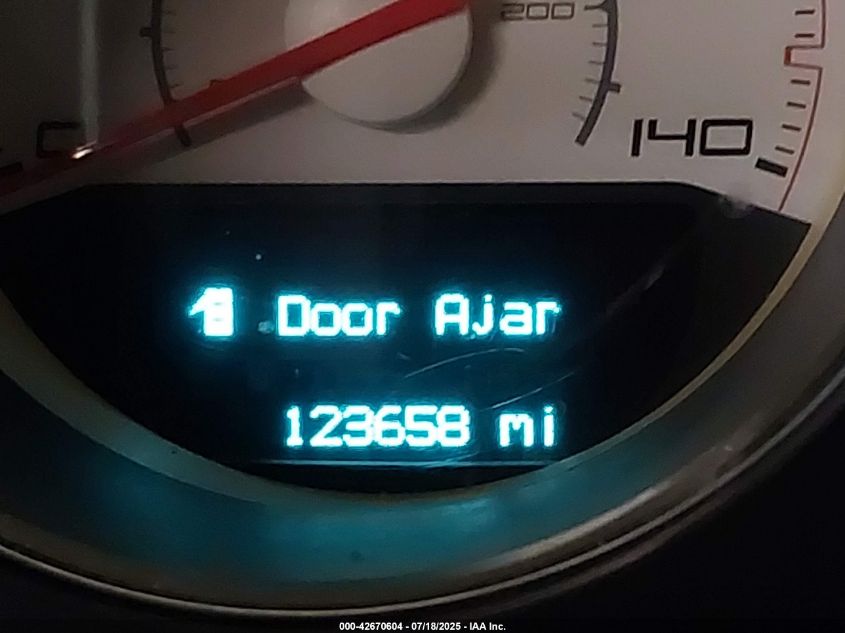 200
140
Door Ajar
123658 mi
000-42670604 - 07/18/2025 - IAA Inc.